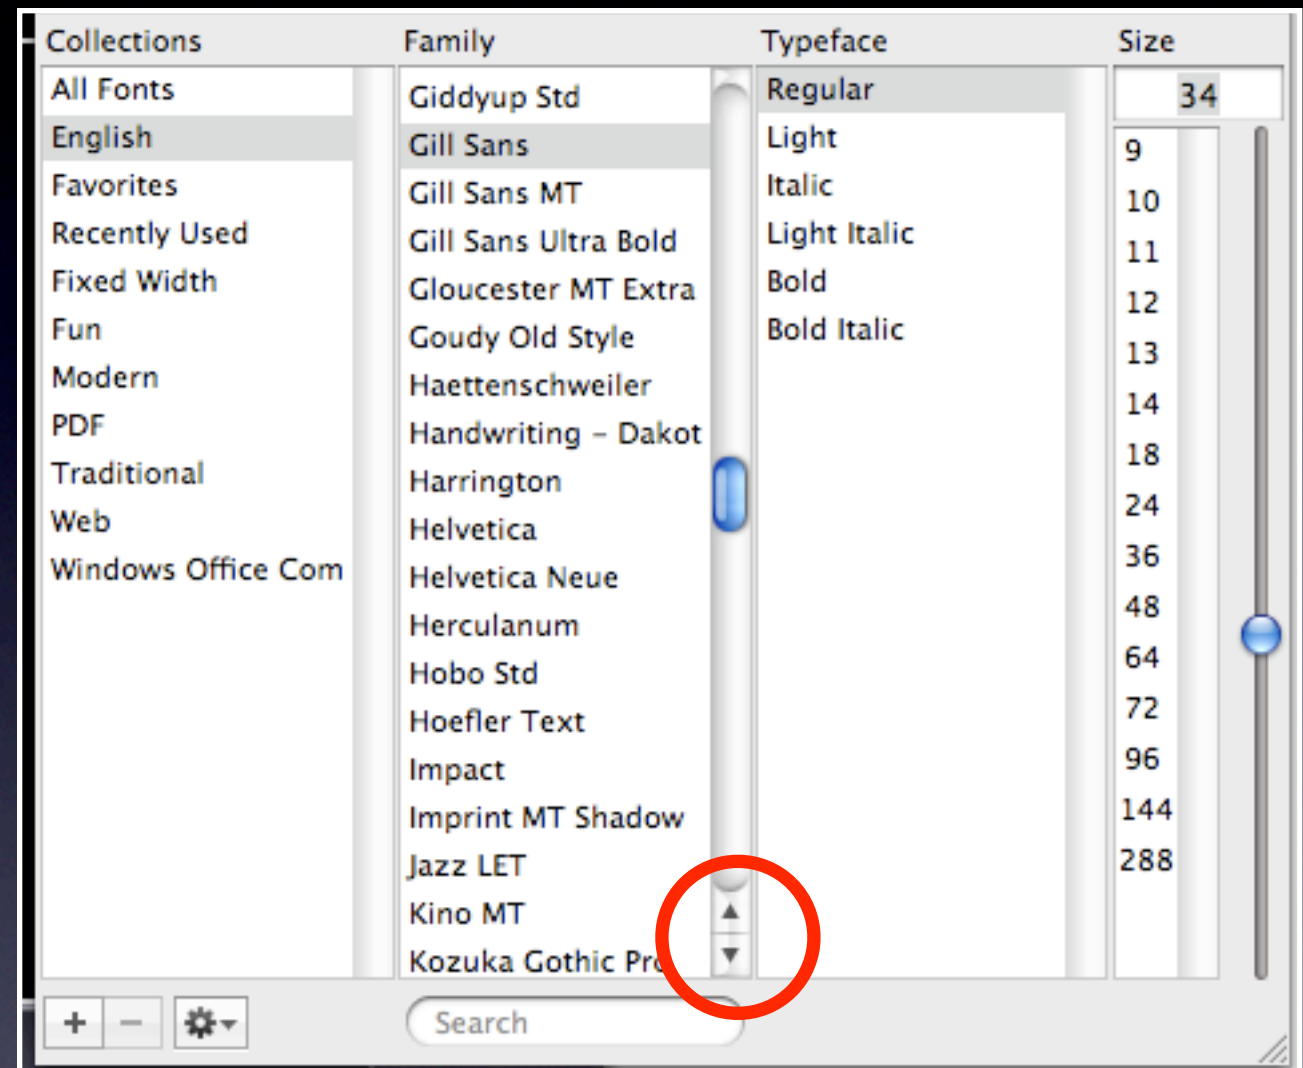 Collections
All Fonts
English
Favorites
Recently Used
Fixed Width
Fun
Modern
PDF
Traditional
Web
Windows Office Com
Family
Giddyup Std
Gill Sans
Gill Sans MT
Gill Sans Ultra Bold
Gloucester MT Extra
Goudy Old Style
Haettenschweiler
Handwriting – Dakot
Harrington
Helvetica
Helvetica Neue
Herculanum
Hobo Std
Hoefler Text
Impact
Imprint MT Shadow
Jazz LET
Kino MT
Kozuka Gothic Pro
Search
Typeface
Regular
Light
Italic
Light Italic
Bold
Bold Italic
Size
34
9
10
11
12
13
14
18
24
36
48
64
72
96
144
288